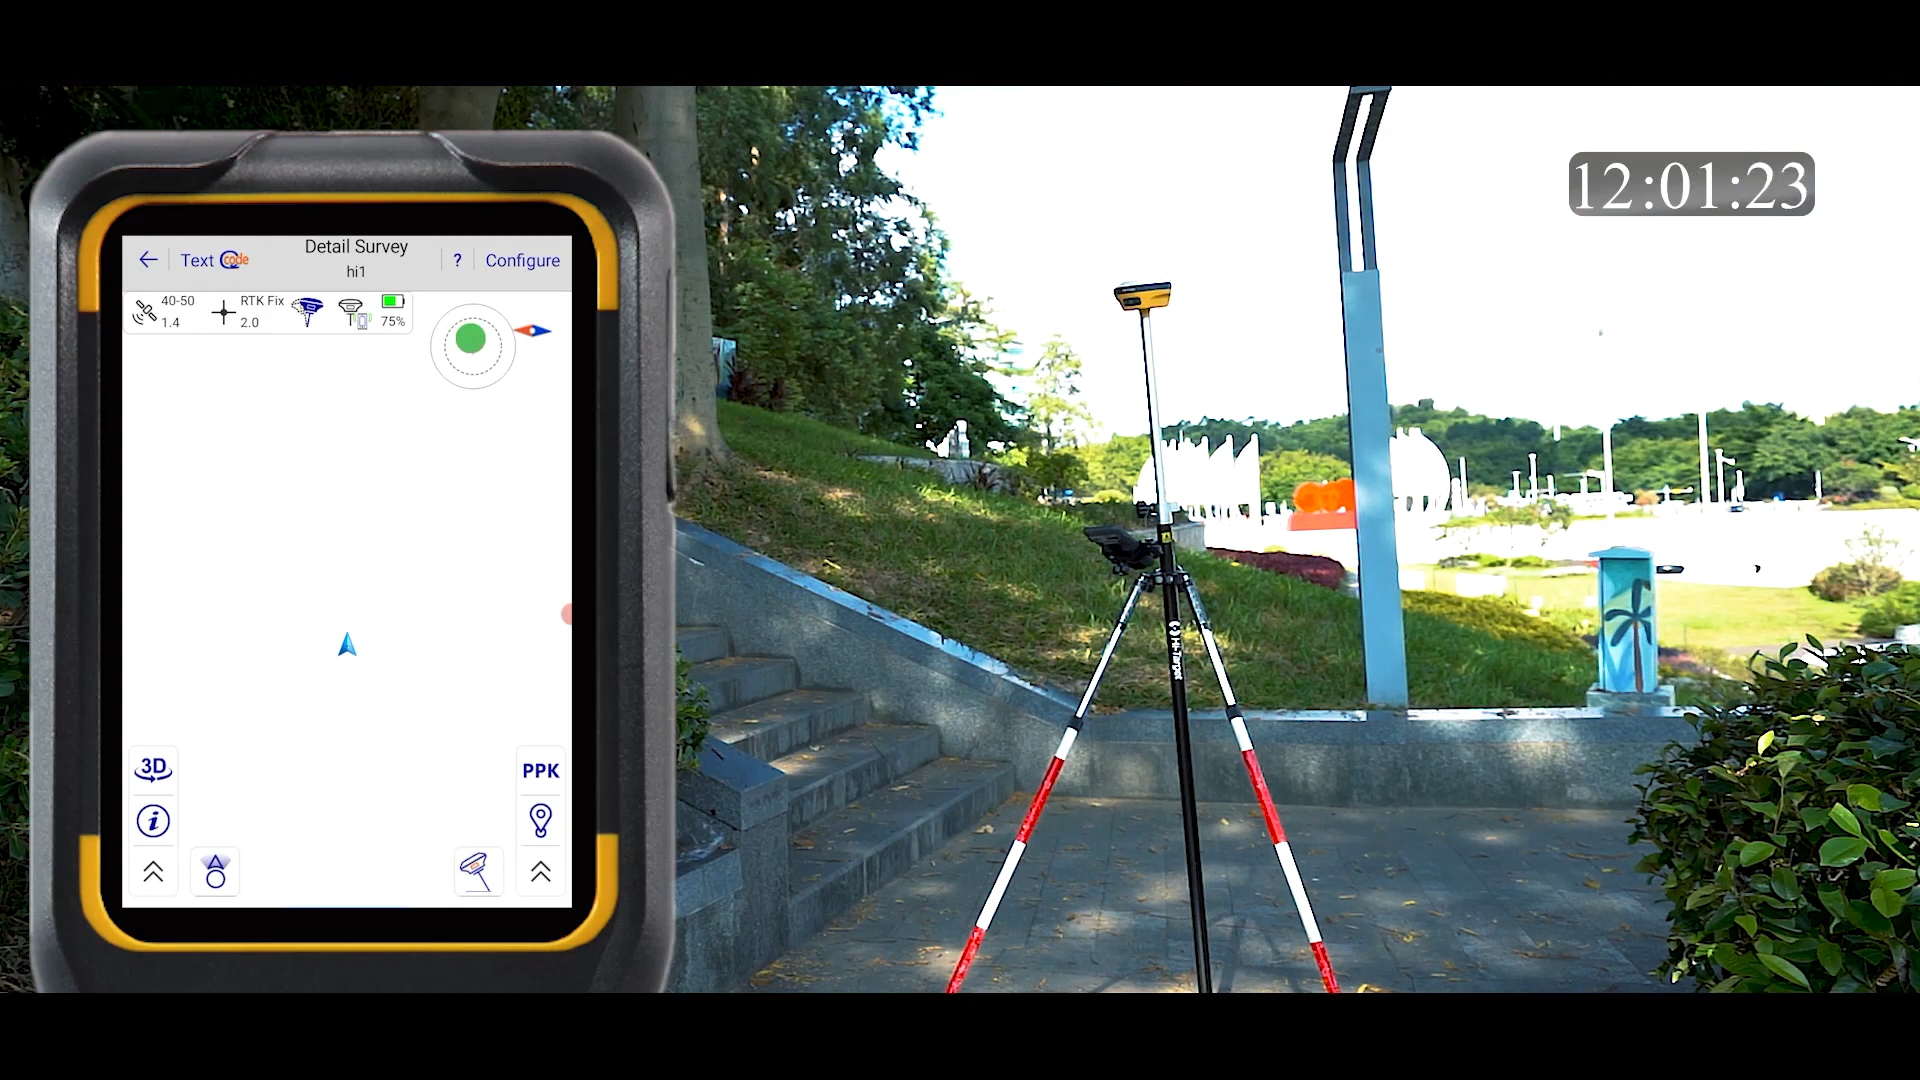 Detail Survey
Text code
? Configure
hi1
40-50
RTK Fix
1.4
2.0
75%
12:01:23
3D
PPK
i
Hi-Target